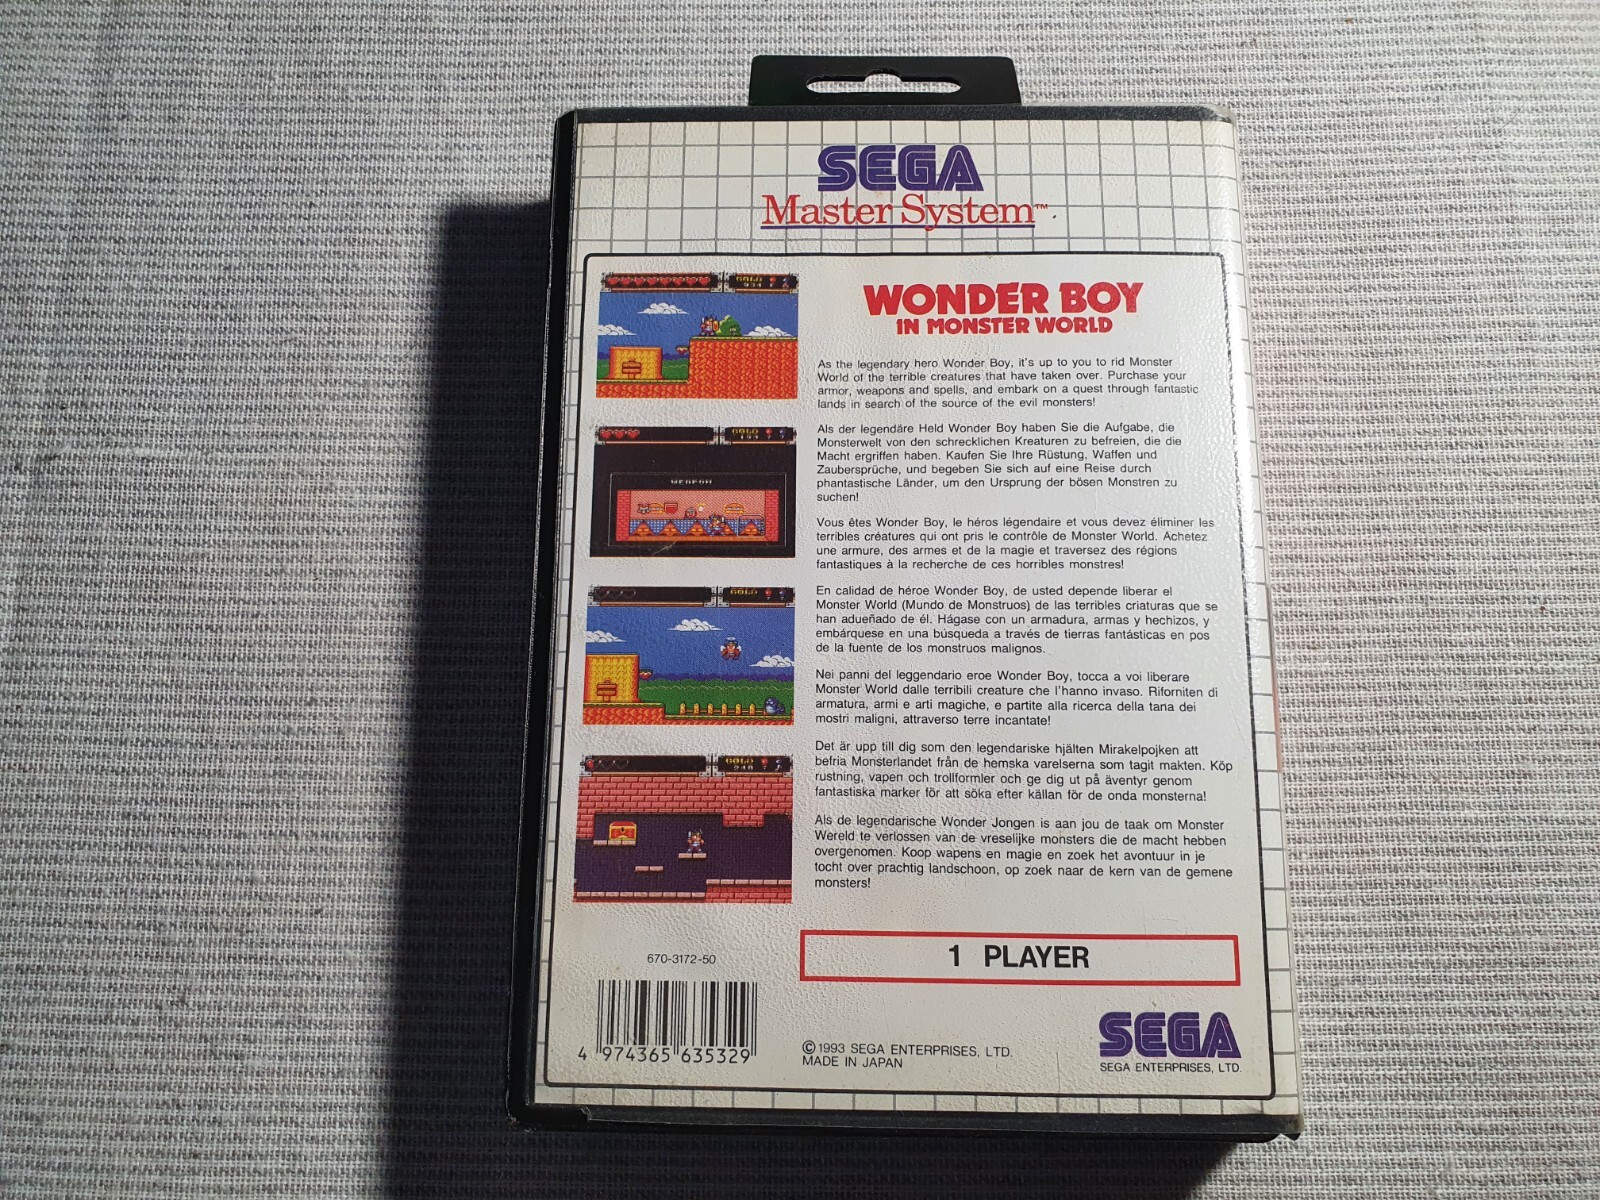 SEGA
Master System™
WONDER BOY
IN MONSTER WORLD
As the legendary hero Wonder Boy, it's up to you to rid Monster
World of the terrible creatures that have taken over. Purchase your
armor, weapons and spells, and embark on a quest through fantastic
lands in search of the source of the evil monsters!
Als der legendäre Held Wonder Boy haben Sie die Aufgabe, die
Monsterwelt von den schrecklichen Kreaturen zu befreien, die die
Macht ergriffen haben. Kaufen Sie Ihre Rüstung, Waffen und
Zaubersprüche, und begeben Sie sich auf eine Reise durch
phantastische Länder, um den Ursprung der bösen Monstren zu
suchen!
Vous êtes Wonder Boy, le héros légendaire et vous devez éliminer les
terribles créatures qui ont pris le contrôle de Monster World. Achetez
une armure, des armes et de la magie et traversez des régions
fantastiques à la recherche de ces horribles monstres!
En calidad de héroe Wonder Boy, de usted depende liberar el
Monster World (Mundo de Monstruos) de las terribles criaturas que se
han adueñado de él. Hágase con un armadura, armas y hechizos, y
embárquese en una búsqueda a través de tierras fantásticas en pos
de la fuente de los monstruos malignos.
Nei panni del leggendario eroe Wonder Boy, tocca a voi liberare
Monster World dalle terribili creature che l'hanno invaso. Riforniten di
armatura, armi e arti magiche, e partite alla ricerca della tana dei
mostri maligni, attraverso terre incantate!
Det är upp till dig som den legendariske hjälten Mirakelpojken att
befria Monsterlandet från de hemska varelserna som tagit makten. Köp
rustning, vapen och trollformler och ge dig ut på äventyr genom
fantastiska marker för att söka efter källan för de onda monsterna!
Als de legendarische Wonder Jongen is aan jou de taak om Monster
Wereld te verlossen van de vreselijke monsters die de macht hebben
overgenomen. Koop wapens en magie en zoek het avontuur in je
tocht over prachtig landschoon, op zoek naar de kern van de gemene
monsters!
GOLD
GOLD
WEAPON
GOLD
GOLD
248
1 PLAYER
670-3172-50
4 974365 635329
©1993 SEGA ENTERPRISES, LTD.
MADE IN JAPAN
SEGA
SEGA ENTERPRISES, LTD.